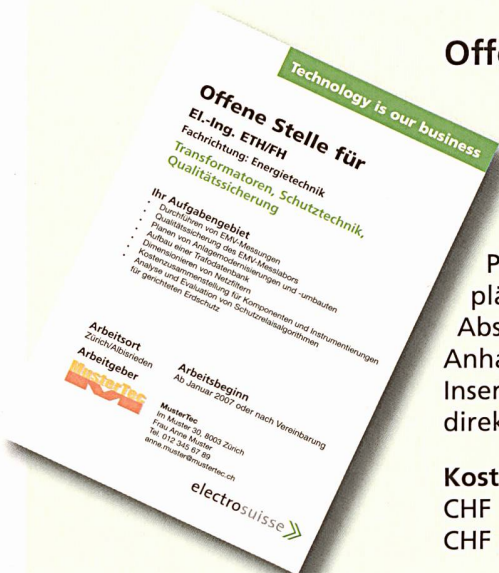 Technology is our business
Offene Stelle für
El.-Ing. ETH/FH
Fachrichtung: Energietechnik
Transformatoren, Schutztechnik,
Qualitätssicherung
Ihr Aufgabengebiet
· Durchführen von EMV-Messungen
· Qualitätssicherung des EMV-Messlabors
· Planen von Anlagemodernisierungen und -umbauten
· Aufbau einer Trafodatenbank
· Dimensionieren von Netzfiltern
· Kostenzusammenstellung für Komponenten und Instrumentierungen
· Analyse und Evaluation von Schutzrelaisalgorithmen
für gerichteten Erdschutz
Arbeitsort
Zürich/Albisrieden
Arbeitgeber
MusterTec
Arbeitsbeginn
Ab Januar 2007 oder nach Vereinbarung
MusterTec
Im Muster 30, 8003 Zürich
Frau Anne Muster
Tel. 012 345 67 89
anne.muster@mustertec.ch
electrosuisse
Offe
P
plä
Abs
Anha
Inser
direk
Kost
CHF
CHF